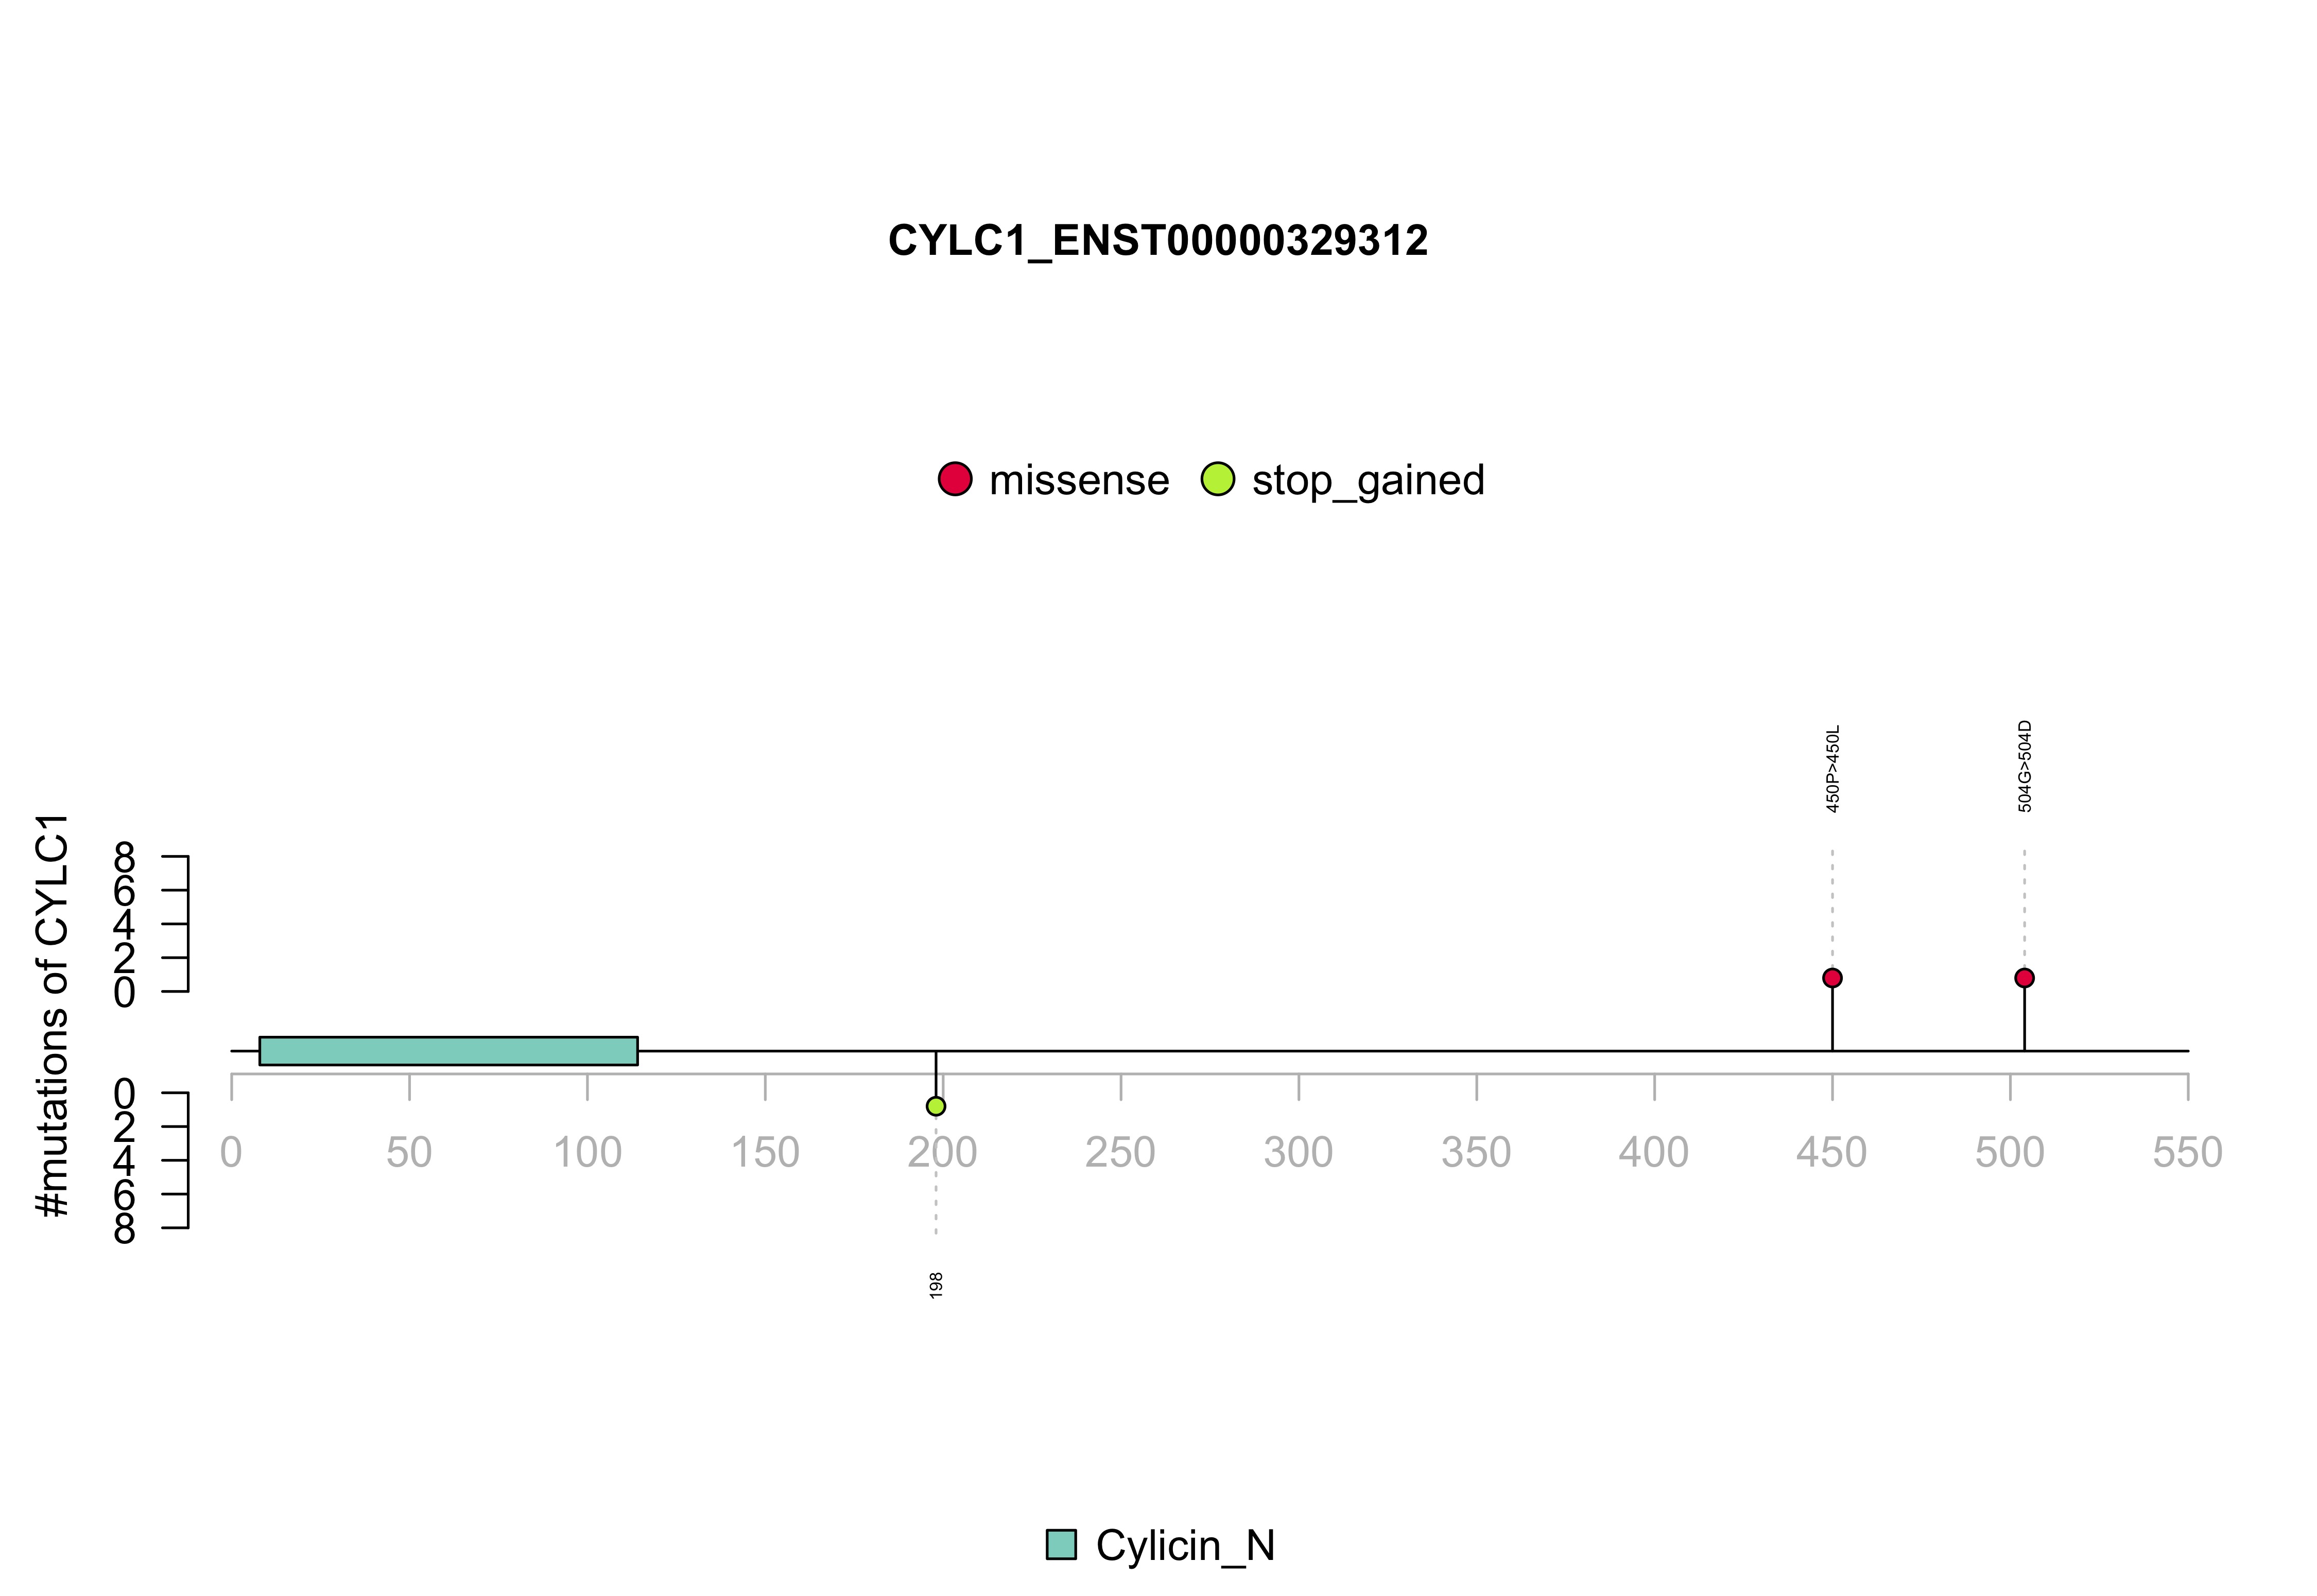 CYLC1_ENST00000329312
missense stop_gained
450P>450L
504G>504D
#mutations of CYLC1
8
6
4
2
0
0
2
4
6
8
0 50 100 150 200 250 300 350 400 450 500 550
198
Cylicin_N